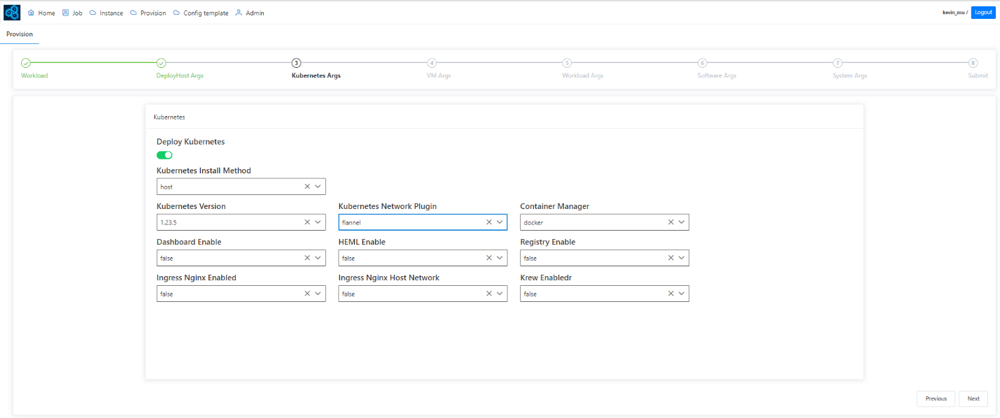 Home Job Instance Provision Config template Admin kevin_zou / Logout
Provision
3 4 5 6 7 8
Workload DeployHost Args Kubernetes Args VM Args Workload Args Software Args System Args Submit
Kubernetes
Deploy Kubernetes
Kubernetes Install Method
host
Kubernetes Version Kubernetes Network Plugin Container Manager
1.23.5 flannel docker
Dashboard Enable HEML Enable Registry Enable
false false false
Ingress Nginx Enabled Ingress Nginx Host Network Krew Enabledr
false false false
Previous Next